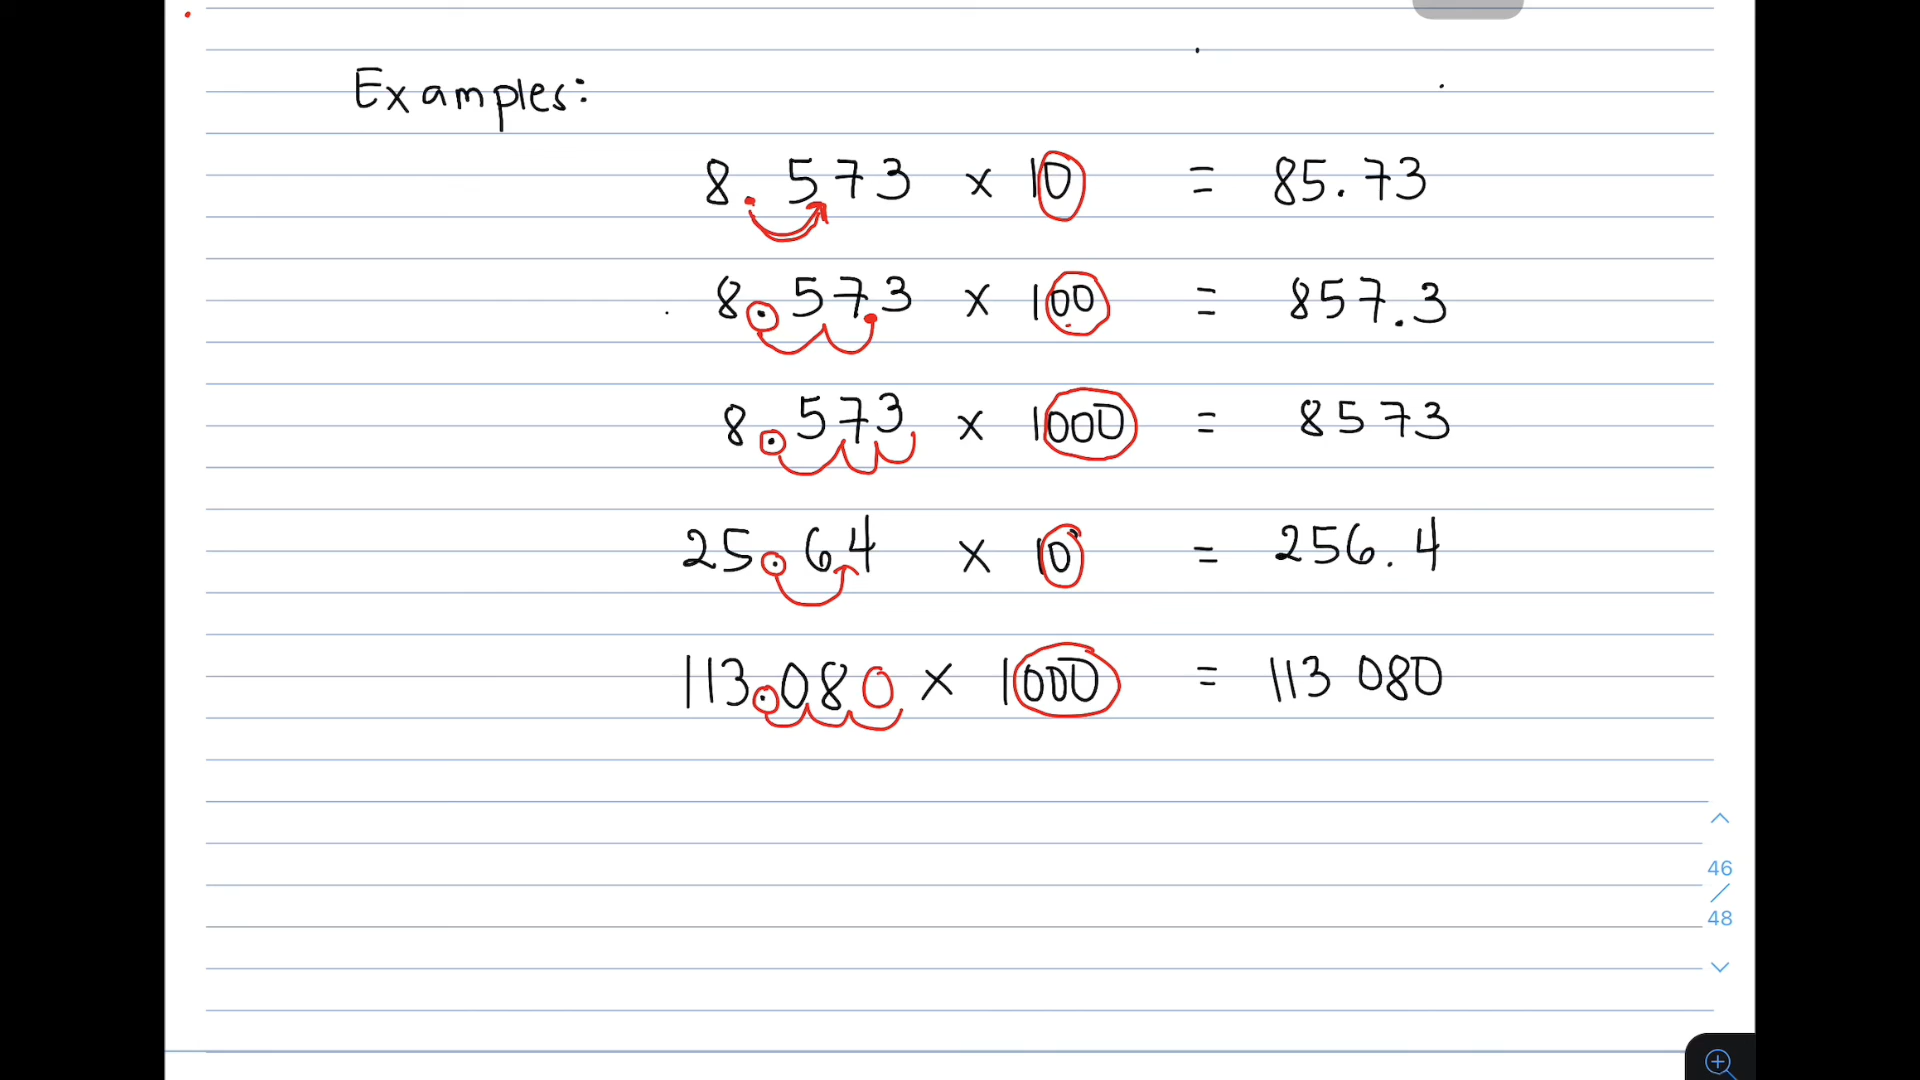 Examples:
8.573 x 10 = 85.73
8.573 x 100 = 857.3
8.573 x 1000 = 8573
25.64 x 10 = 256.4
113.080 x 1000 = 113 080
46
/
48